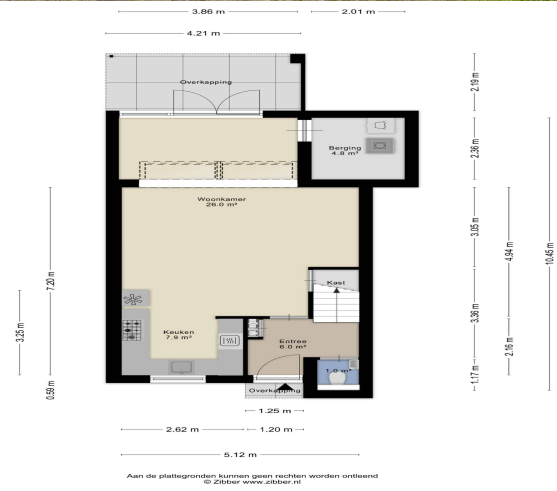 3.86 m
2.01 m
4.21 m
Overkapping
2.19 m
Berging
4.8 m²
2.36 m
10.45 m
Woonkamer
26.0 m²
3.05 m
4.94 m
7.20 m
Kast
3.36 m
3.25 m
Keuken
7.9 m²
Entree
6.0 m²
2.16 m
1.0 m²
1.17 m
0.59 m
Overkapping
1.25 m
2.62 m
1.20 m
5.12 m
Aan de plattegronden kunnen geen rechten worden ontleend
© Zibber www.zibber.nl